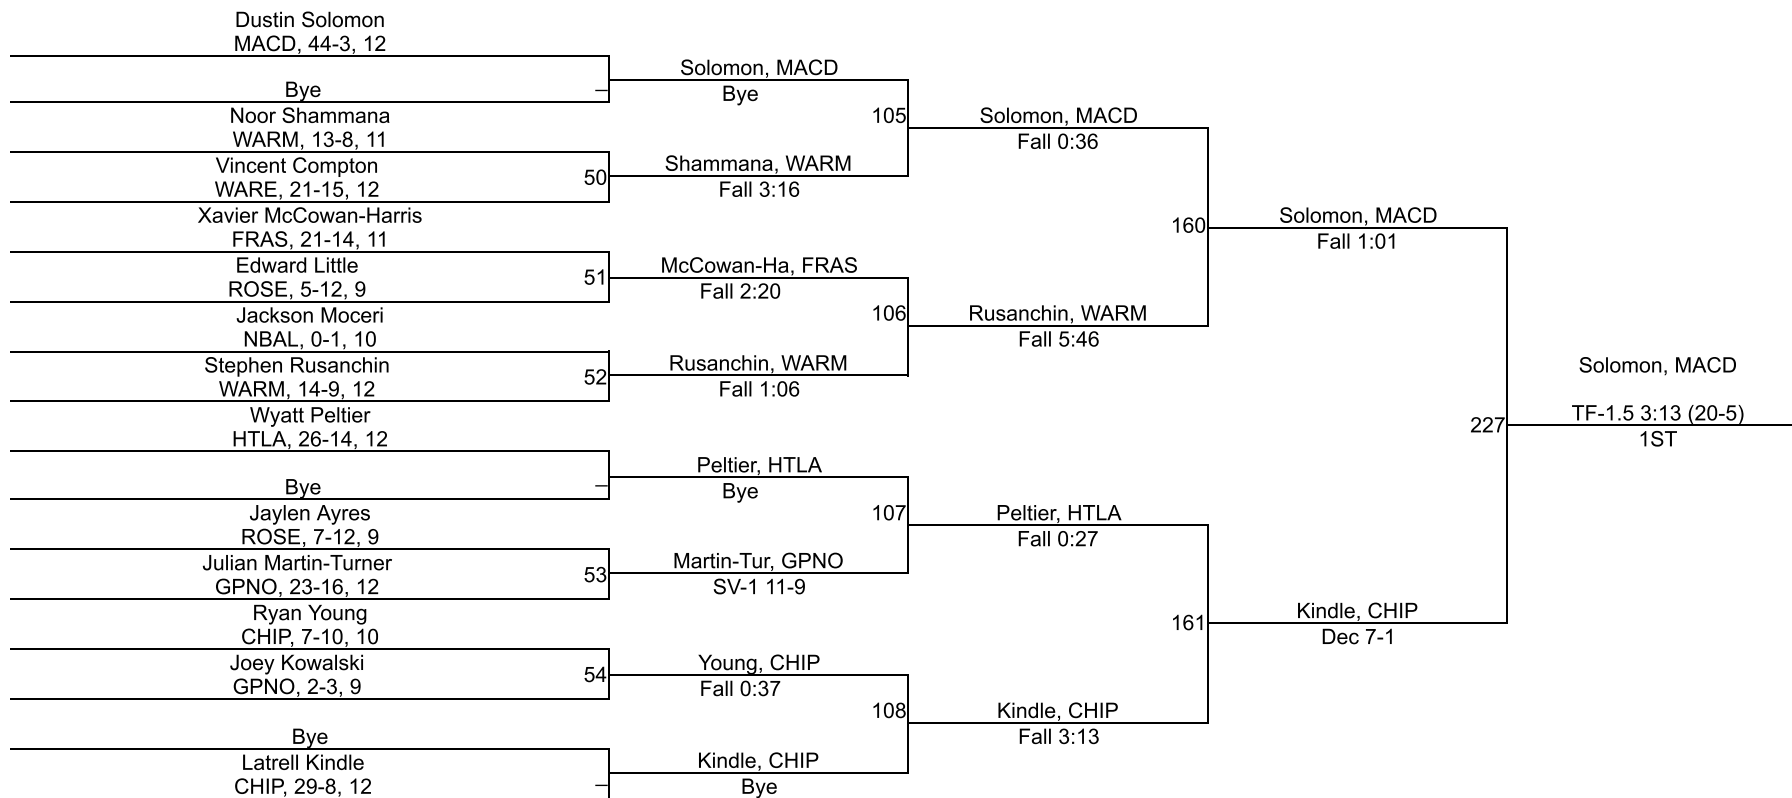 Dustin Solomon
MACD, 44-3, 12
Bye
–
Noor Shammana
WARM, 13-8, 11
Vincent Compton
WARE, 21-15, 12
50
Xavier McCowan-Harris
FRAS, 21-14, 11
Edward Little
ROSE, 5-12, 9
51
Jackson Moceri
NBAL, 0-1, 10
Stephen Rusanchin
WARM, 14-9, 12
52
Wyatt Peltier
HTLA, 26-14, 12
Bye
–
Jaylen Ayres
ROSE, 7-12, 9
Julian Martin-Turner
GPNO, 23-16, 12
53
Ryan Young
CHIP, 7-10, 10
Joey Kowalski
GPNO, 2-3, 9
54
Bye
Latrell Kindle
CHIP, 29-8, 12
–
Solomon, MACD
Bye
105
Shammana, WARM
Fall 3:16
McCowan-Ha, FRAS
Fall 2:20
106
Rusanchin, WARM
Fall 1:06
Peltier, HTLA
Bye
107
Martin-Tur, GPNO
SV-1 11-9
Young, CHIP
Fall 0:37
108
Kindle, CHIP
Bye
Solomon, MACD
Fall 0:36
160
Rusanchin, WARM
Fall 5:46
Peltier, HTLA
Fall 0:27
161
Kindle, CHIP
Fall 3:13
Solomon, MACD
Fall 1:01
227
Kindle, CHIP
Dec 7-1
Solomon, MACD
TF-1.5 3:13 (20-5)
1ST